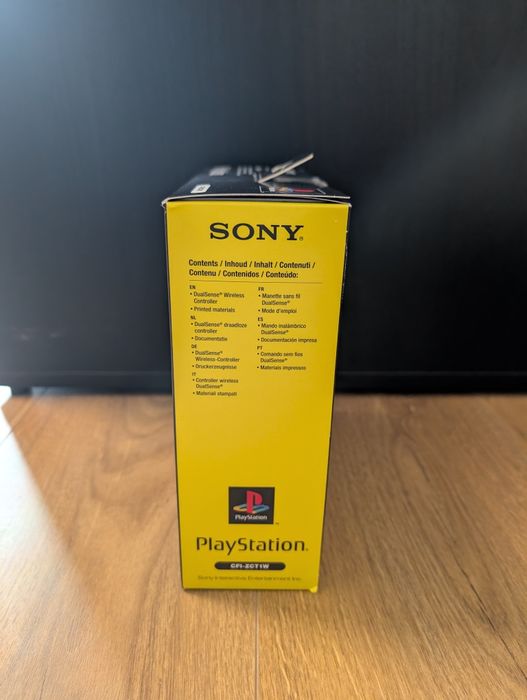 SONY®
Contents / Inhoud / Inhalt / Contenuti /
Contenu / Contenidos / Conteúdo:
EN
• DualSense® Wireless
Controller
• Printed materials
NL
• DualSense® draadloze
controller
• Documentatie
DE
• DualSense®
Wireless-Controller
• Druckerzeugnisse
IT
• Controller wireless
DualSense®
• Materiali stampati
FR
• Manette sans fil
DualSense®
• Mode d'emploi
ES
• Mando inalámbrico
DualSense®
• Documentación impresa
PT
• Comando sem fios
DualSense®
• Materiais impressos
PlayStation
™
PlayStation®
CFI-ZCT1W
Sony Interactive Entertainment Inc.